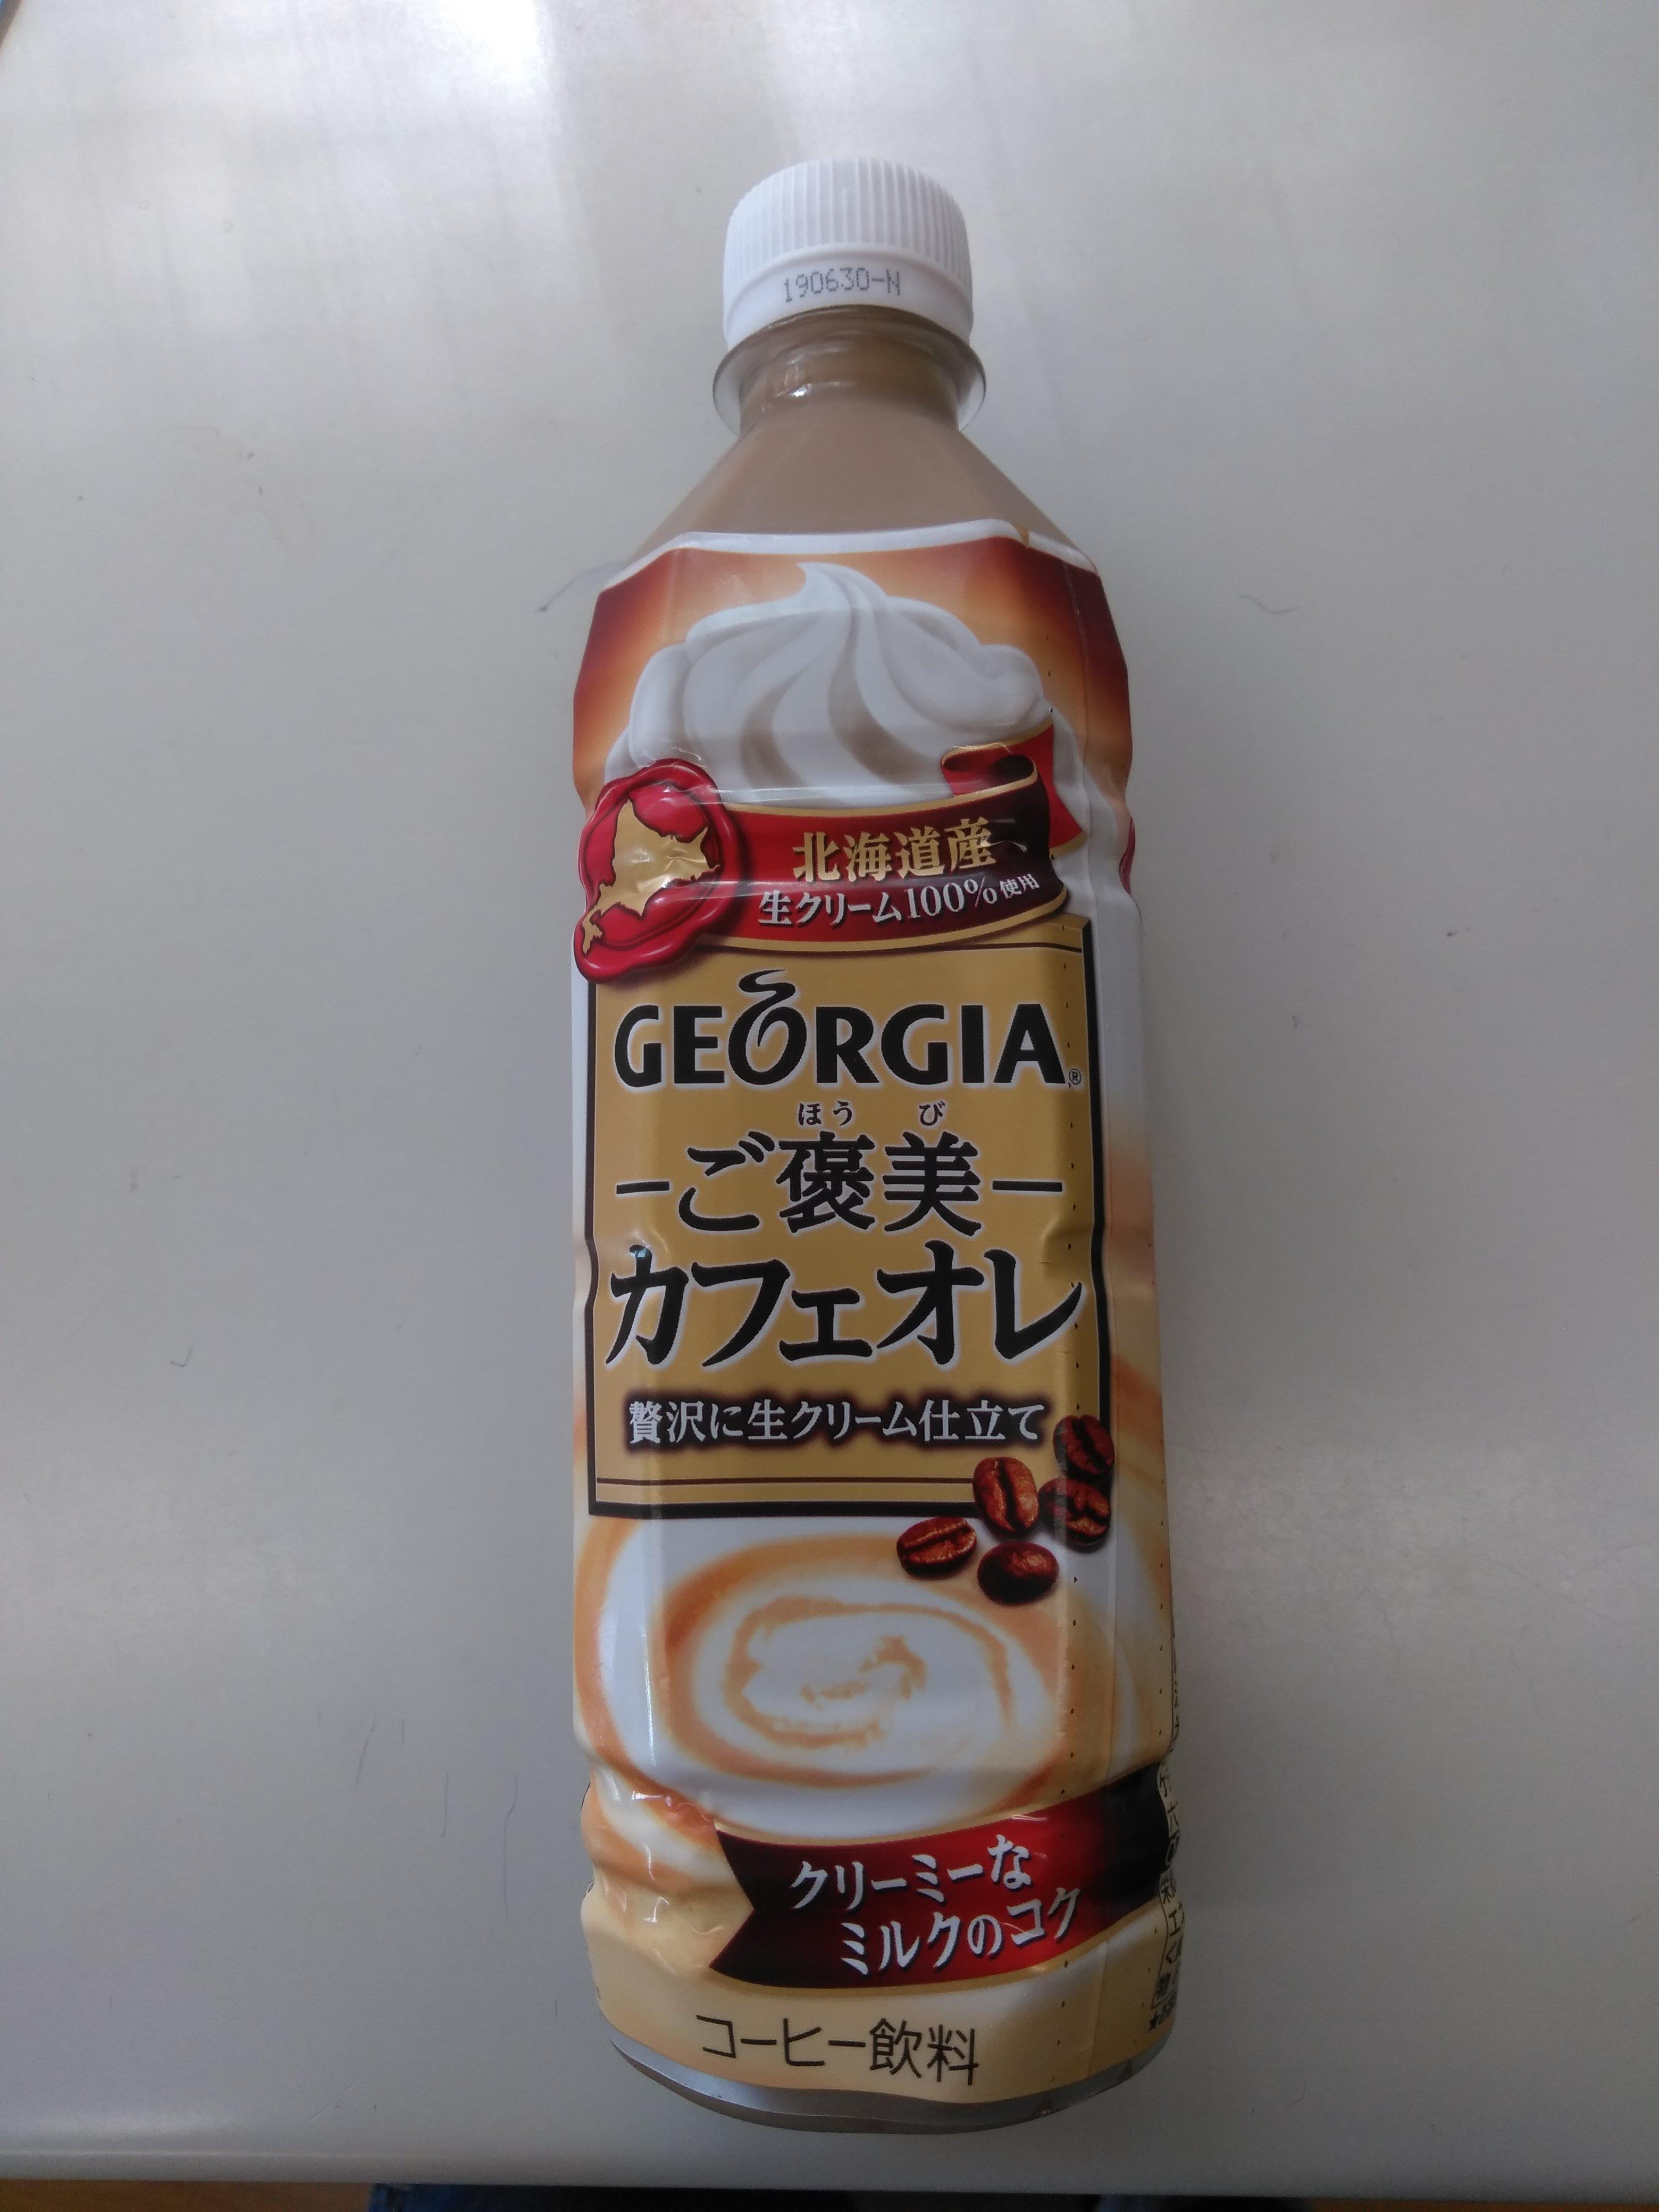 190630-N
北海道産
生クリーム100%使用
GEORGIA®
ほうび
ご褒美
カフェオレ
贅沢に生クリーム仕立て
クリーミーな
ミルクのコク
コーヒー飲料